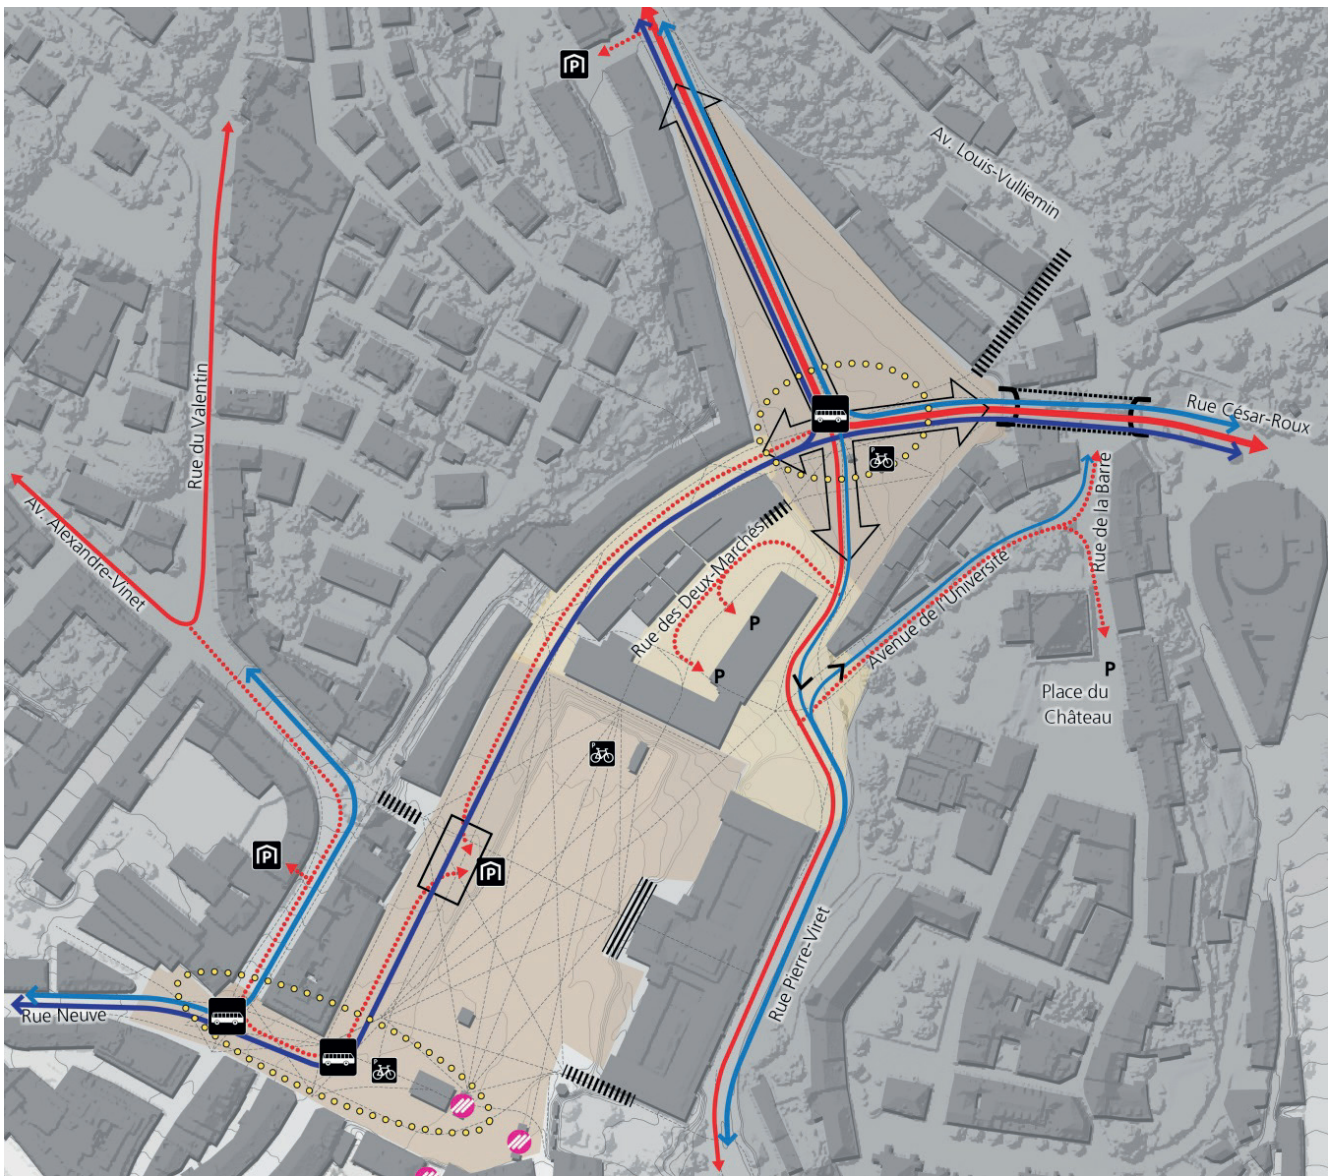 P
Av. Louis-Vulliemin
Rue du Valentin
Rue César-Roux
P
Av. Alexandre-Vinet
Rue de la Barre
Rue des Deux-Marchés
Avenue de l'Université
P
P
P
Place du
Château
P
P
P
Rue Pierre-Viret
Rue Neuve
P